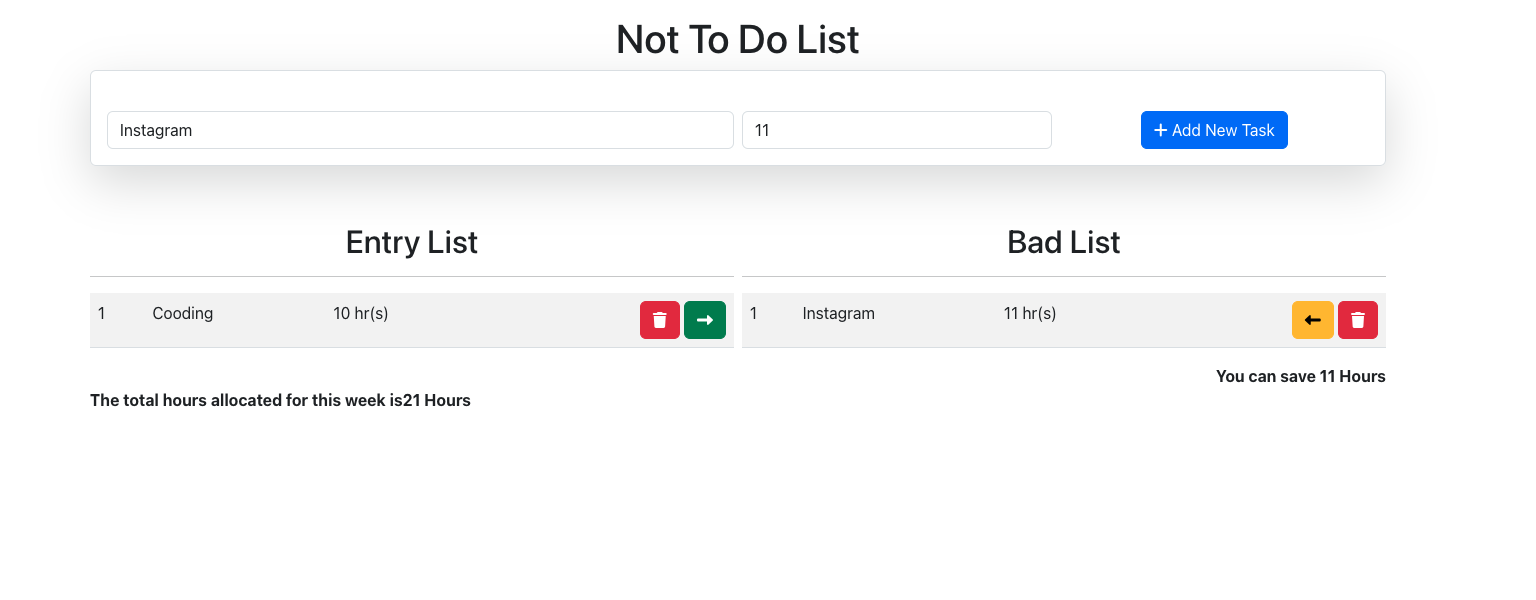 Not To Do List
Instagram 11 Add New Task
Entry List
1 Cooding 10 hr(s)
Bad List
1 Instagram 11 hr(s)
You can save 11 Hours
The total hours allocated for this week is21 Hours